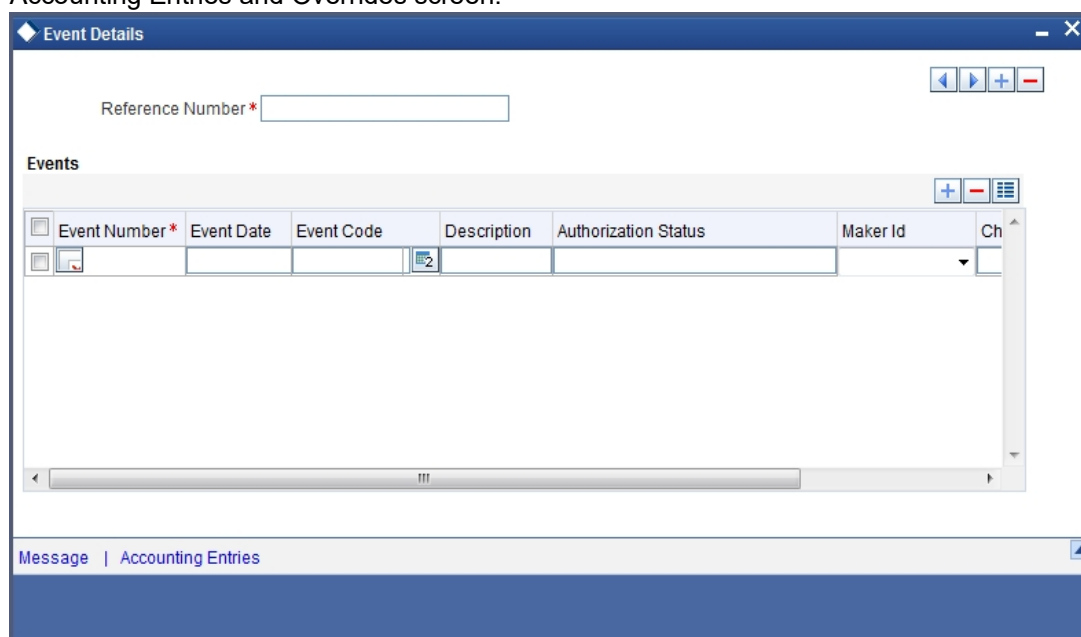 Accounting Entries and Overrides screen.
Event Details
Reference Number *
Events
Event Number * Event Date Event Code Description Authorization Status Maker Id Ch
2
Message | Accounting Entries